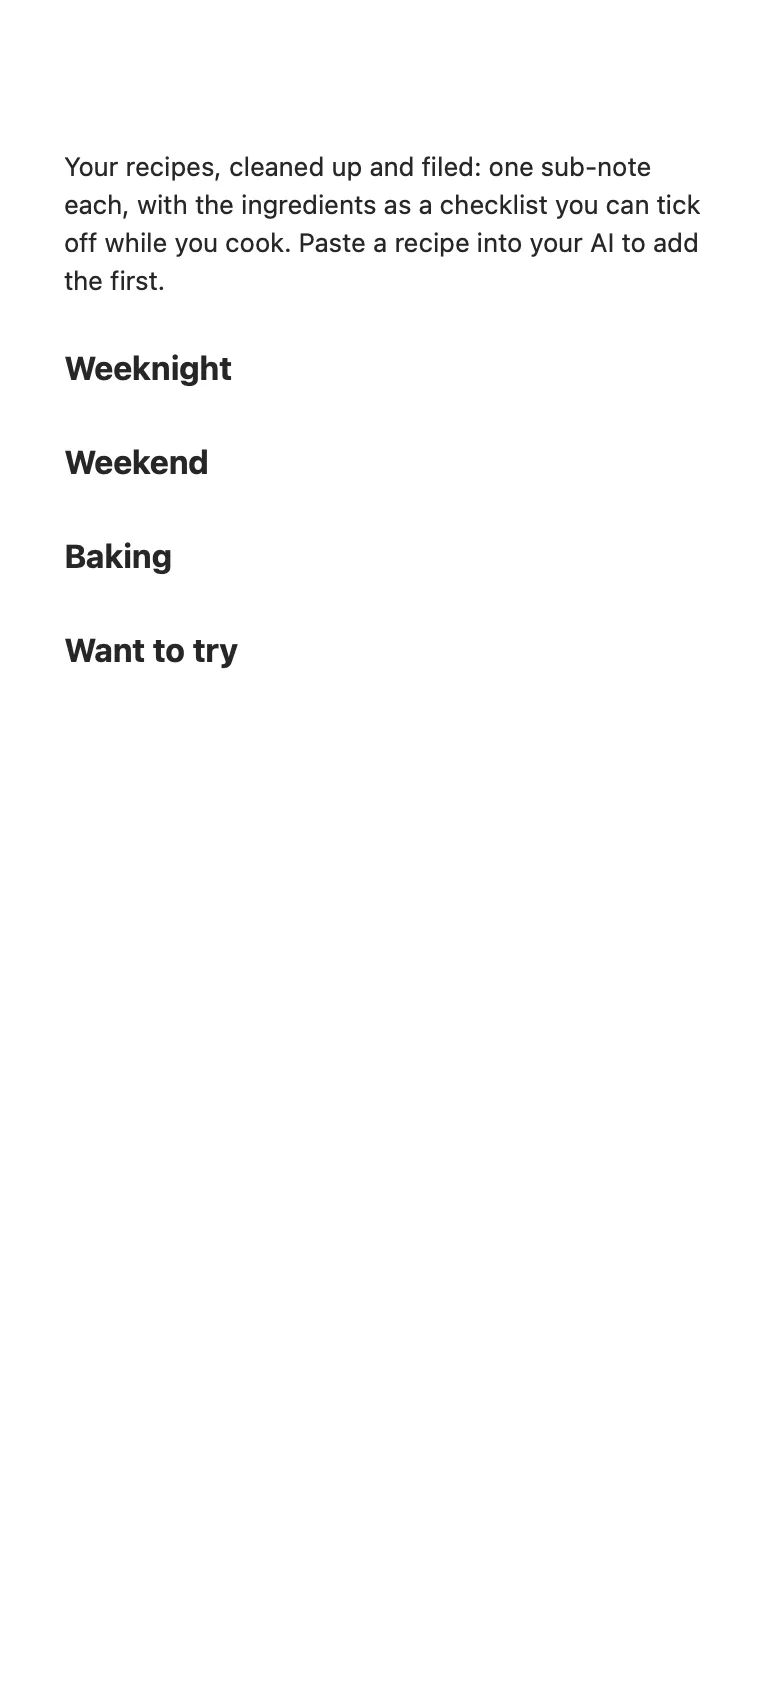 Your recipes, cleaned up and filed: one sub-note
each, with the ingredients as a checklist you can tick
off while you cook. Paste a recipe into your AI to add
the first.
Weeknight
Weekend
Baking
Want to try